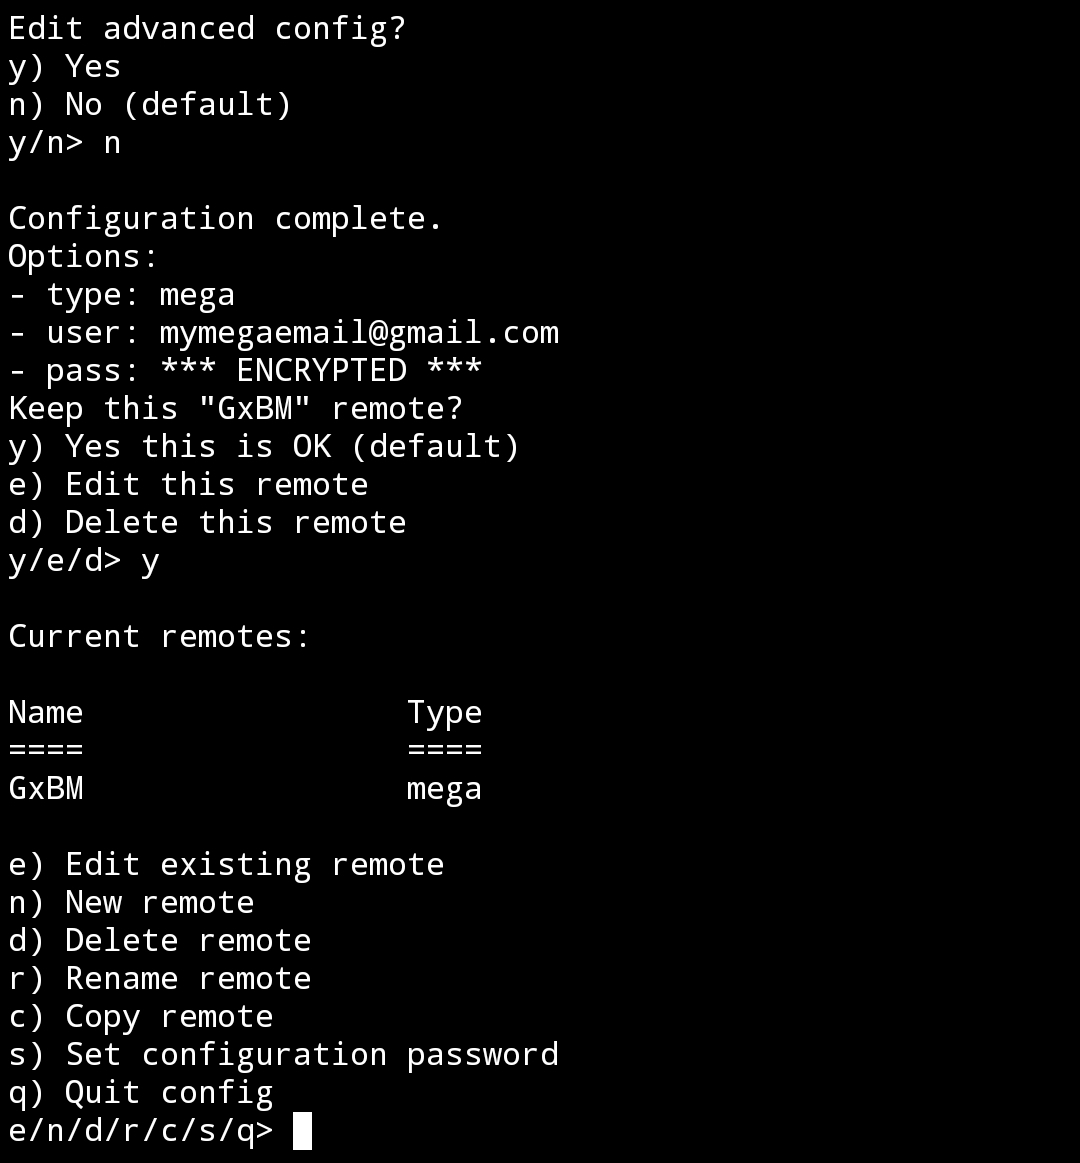 Edit advanced config?
y) Yes
n) No (default)
y/n> n
Configuration complete.
Options:
- type: mega
- user: mymegaemail@gmail.com
- pass: *** ENCRYPTED ***
Keep this "GxBM" remote?
y) Yes this is OK (default)
e) Edit this remote
d) Delete this remote
y/e/d> y
Current remotes:
Name                 Type
====                 ====
GxBM                 mega
e) Edit existing remote
n) New remote
d) Delete remote
r) Rename remote
c) Copy remote
s) Set configuration password
q) Quit config
e/n/d/r/c/s/q>